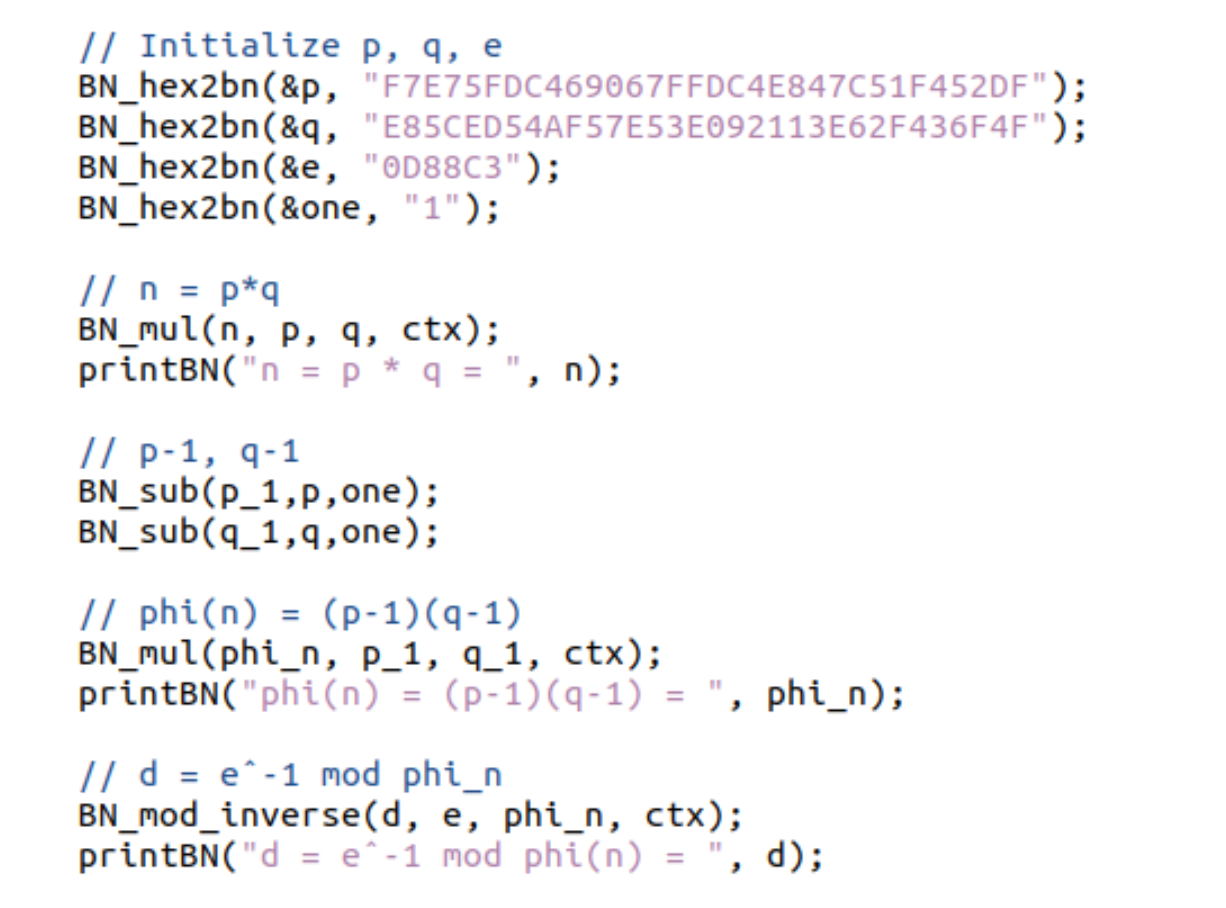 // Initialize p, q, e
BN_hex2bn(&p, "F7E75FDC469067FFDC4E847C51F452DF");
BN_hex2bn(&q, "E85CED54AF57E53E092113E62F436F4F");
BN_hex2bn(&e, "0D88C3");
BN_hex2bn(&one, "1");
// n = p*q
BN_mul(n, p, q, ctx);
printBN("n = p * q = ", n);
// p-1, q-1
BN_sub(p_1,p,one);
BN_sub(q_1,q,one);
// phi(n) = (p-1)(q-1)
BN_mul(phi_n, p_1, q_1, ctx);
printBN("phi(n) = (p-1)(q-1) = ", phi_n);
// d = e^-1 mod phi_n
BN_mod_inverse(d, e, phi_n, ctx);
printBN("d = e^-1 mod phi(n) = ", d);